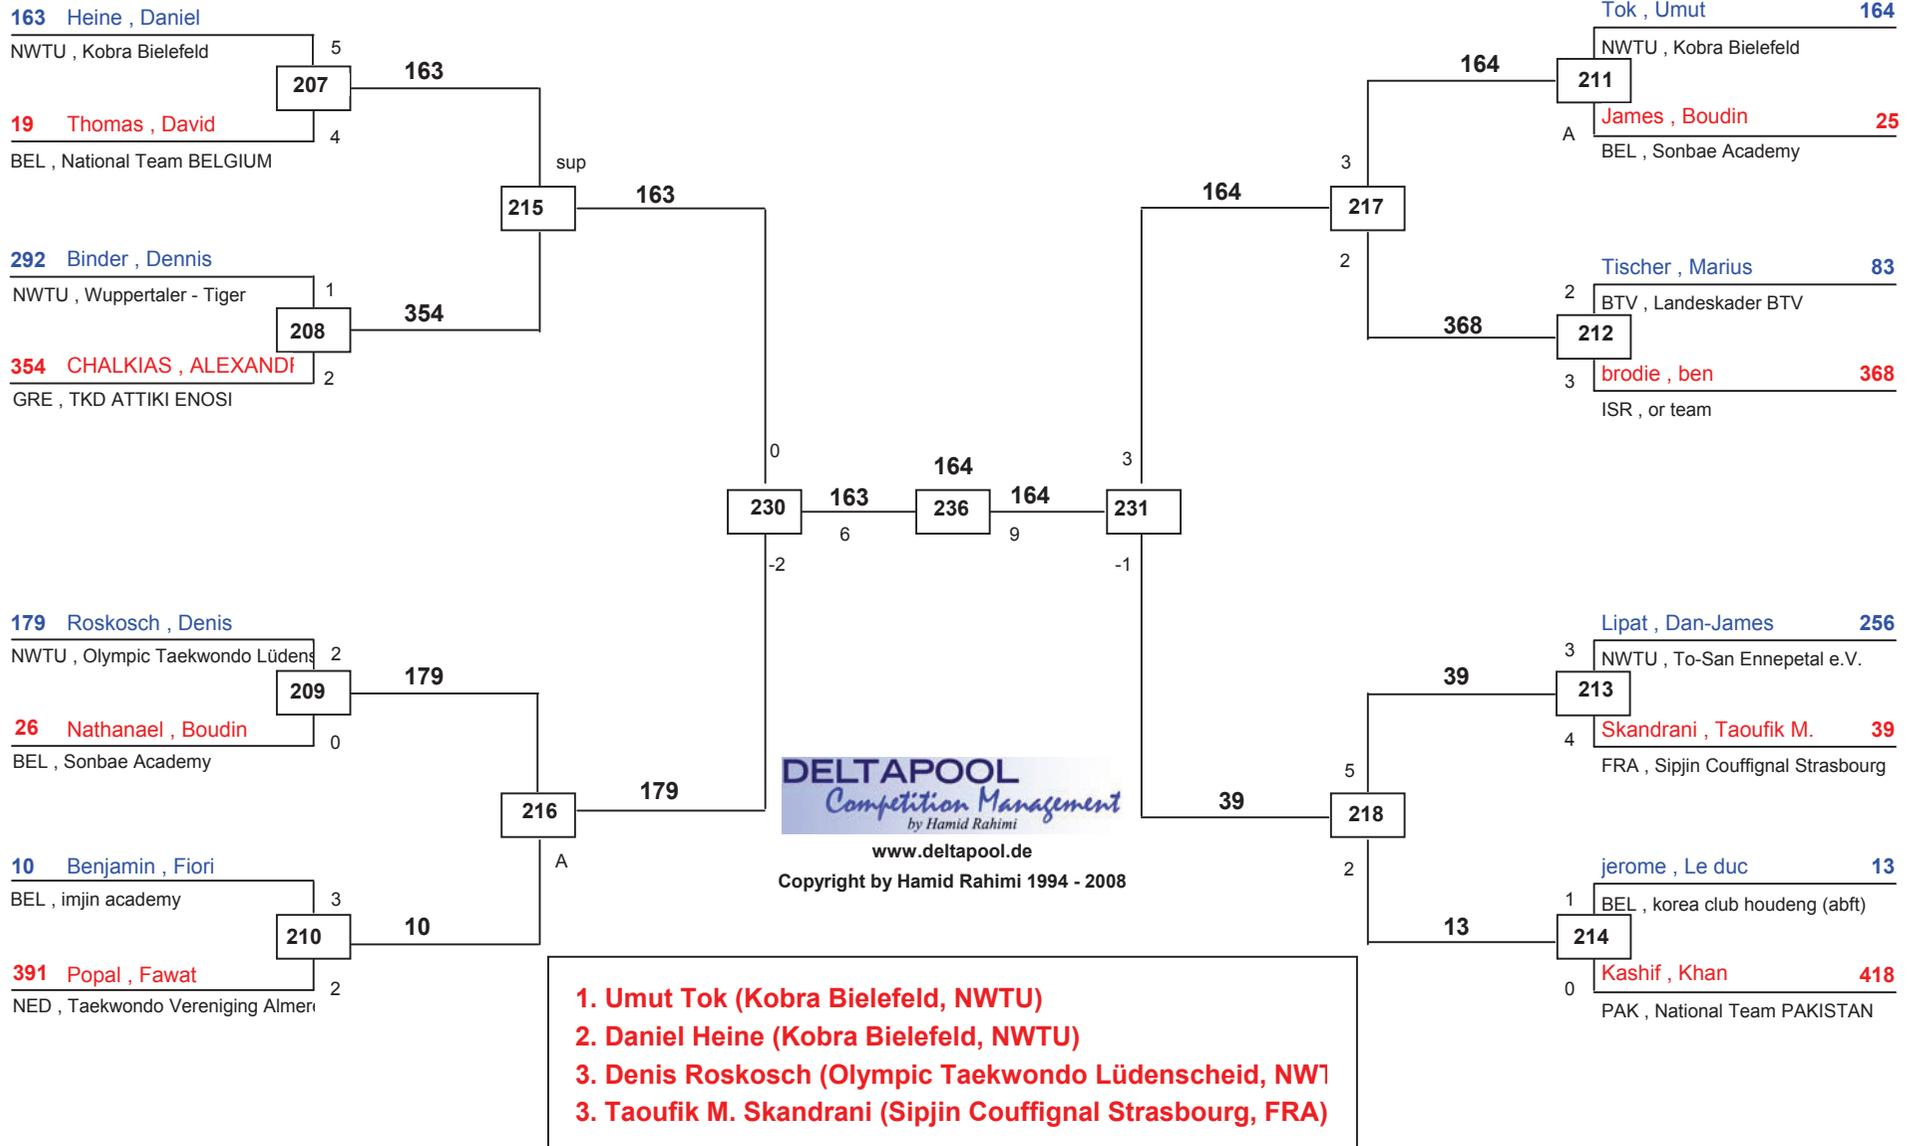 163 Heine , Daniel
NWTU , Kobra Bielefeld
5
207
163
19 Thomas , David
4
BEL , National Team BELGIUM
sup
215
163
292 Binder , Dennis
1
NWTU , Wuppertaler - Tiger
208
354
354 CHALKIAS , ALEXANDR
2
GRE , TKD ATTIKI ENOSI
0
230
163
6
-2
179 Roskosch , Denis
NWTU , Olympic Taekwondo Lüdens
2
209
179
26 Nathanael , Boudin
0
BEL , Sonbae Academy
216
179
A
10 Benjamin , Fiori
BEL , imjin academy
3
210
10
391 Popal , Fawat
2
NED , Taekwondo Vereniging Almere
164
236
164
9
Tok , Umut 164
NWTU , Kobra Bielefeld
164
211
James , Boudin 25
A
BEL , Sonbae Academy
3
164
217
2
Tischer , Marius 83
2
BTV , Landeskader BTV
368
212
brodie , ben 368
3
ISR , or team
3
231
-1
Lipat , Dan-James 256
3
NWTU , To-San Ennepetal e.V.
39
213
Skandrani , Taoufik M. 39
4
FRA , Sipjin Couffignal Strasbourg
5
39
218
2
jerome , Le duc 13
1
BEL , korea club houdeng (abft)
13
214
Kashif , Khan 418
0
PAK , National Team PAKISTAN
DELTAPOOL
Competition Management
by Hamid Rahimi
www.deltapool.de
Copyright by Hamid Rahimi 1994 - 2008
1. Umut Tok (Kobra Bielefeld, NWTU)
2. Daniel Heine (Kobra Bielefeld, NWTU)
3. Denis Roskosch (Olympic Taekwondo Lüdenscheid, NWT
3. Taoufik M. Skandrani (Sipjin Couffignal Strasbourg, FRA)